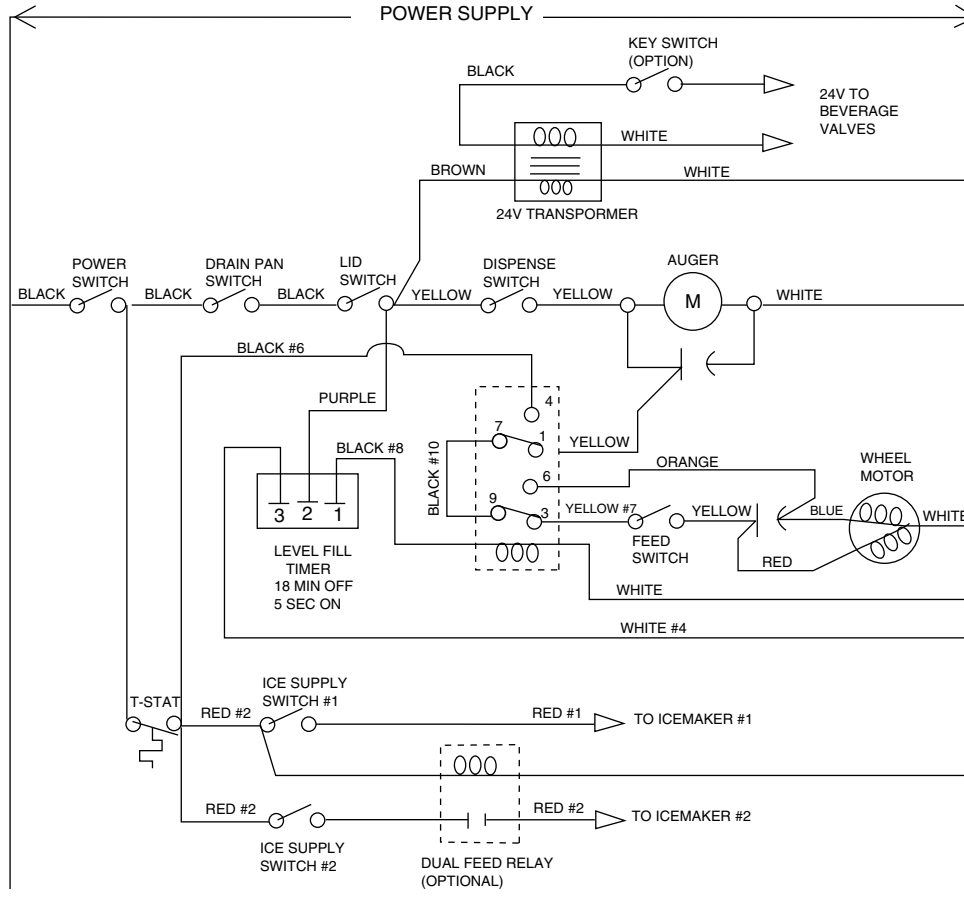 POWER SUPPLY
KEY SWITCH
(OPTION)
BLACK
24V TO
BEVERAGE
VALVES
WHITE
BROWN
WHITE
24V TRANSPORMER
POWER
SWITCH
DRAIN PAN
SWITCH
LID
SWITCH
DISPENSE
SWITCH
AUGER
BLACK
BLACK
BLACK
YELLOW
YELLOW
M
WHITE
BLACK #6
PURPLE
4
7
1
YELLOW
BLACK #8
BLACK #10
6
ORANGE
WHEEL
MOTOR
9
3
YELLOW #7
YELLOW
BLUE
WHITE
3 2 1
FEED
SWITCH
RED
LEVEL FILL
TIMER
18 MIN OFF
5 SEC ON
WHITE
WHITE #4
T-STAT
ICE SUPPLY
SWITCH #1
RED #2
RED #1
TO ICEMAKER #1
RED #2
RED #2
TO ICEMAKER #2
ICE SUPPLY
SWITCH #2
DUAL FEED RELAY
(OPTIONAL)